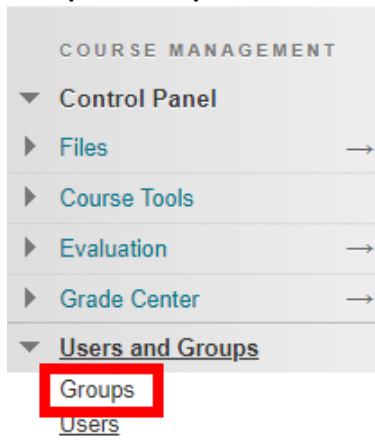 COURSE MANAGEMENT
Control Panel
Files
Course Tools
Evaluation
Grade Center
Users and Groups
Groups
Users